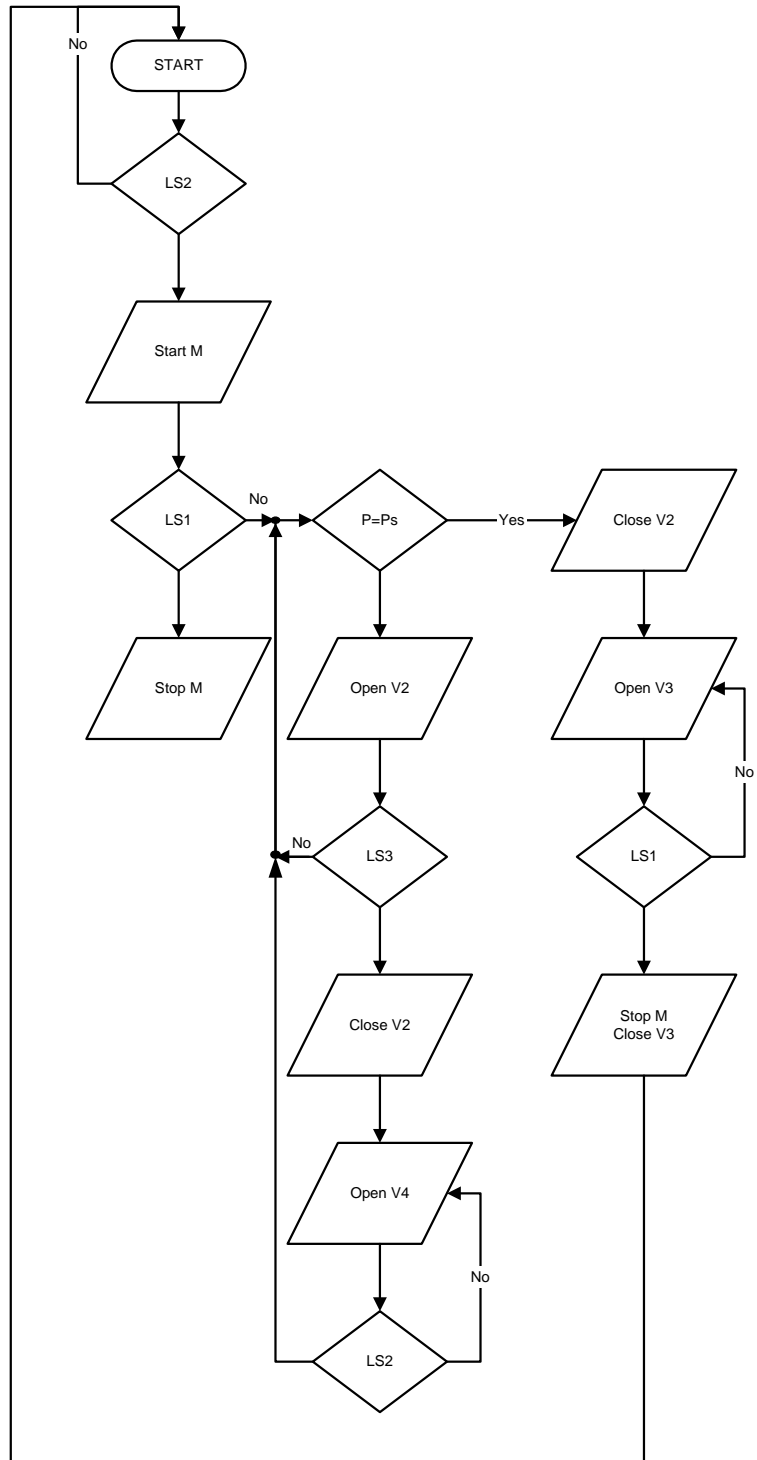 No
START
LS2
Start M
LS1
No
P=Ps
Yes
Close V2
Stop M
Open V2
Open V3
No
LS3
No
LS1
Close V2
Stop M
Close V3
Open V4
No
LS2